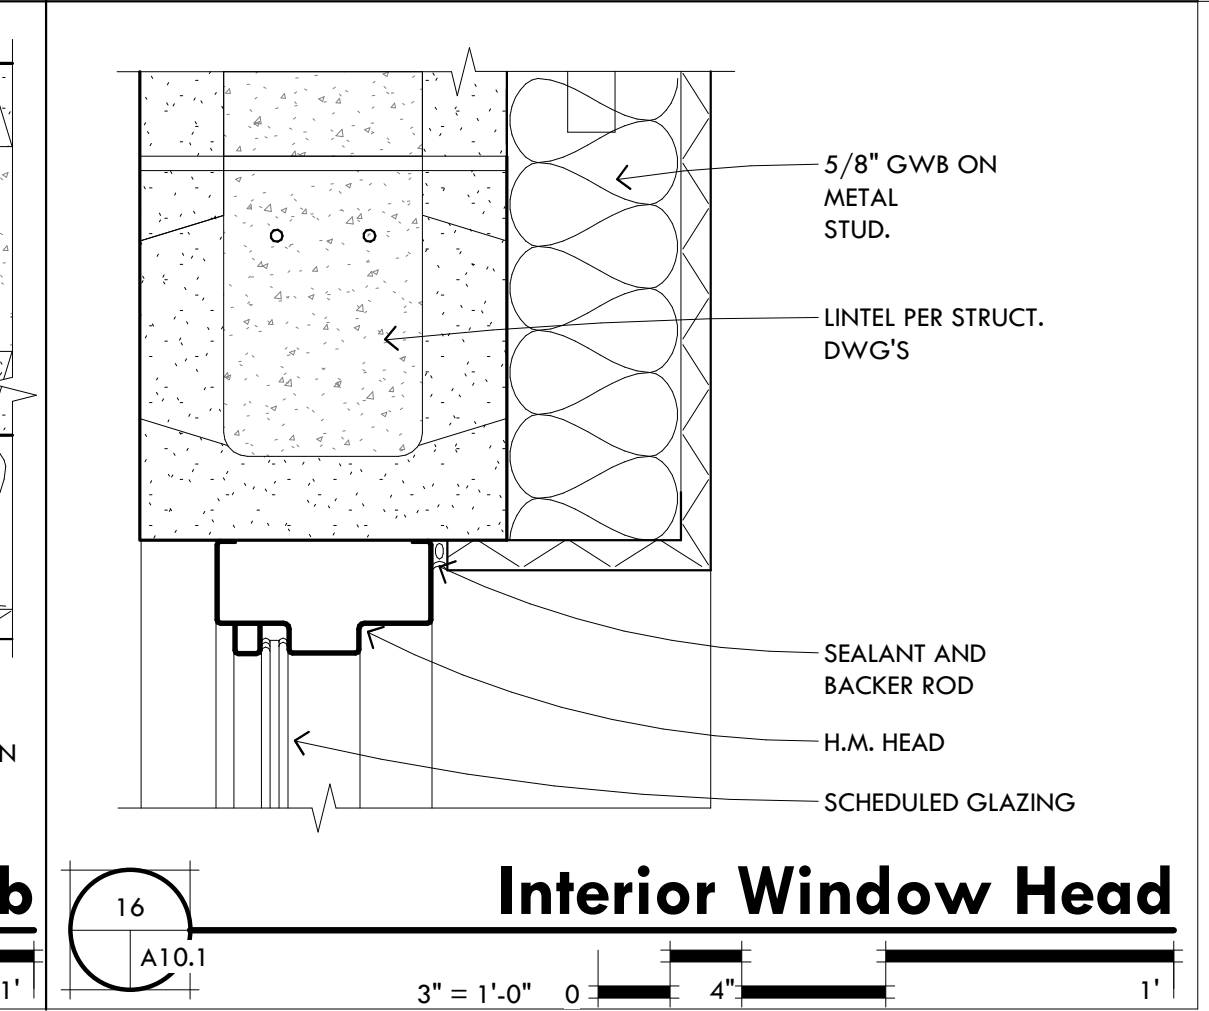 5/8" GWB ON
METAL
STUD.
LINTEL PER STRUCT.
DWG'S
SEALANT AND
BACKER ROD
H.M. HEAD
SCHEDULED GLAZING
N
b
1'
Interior Window Head
16
A10.1
3" = 1'-0" 0 4" 1'